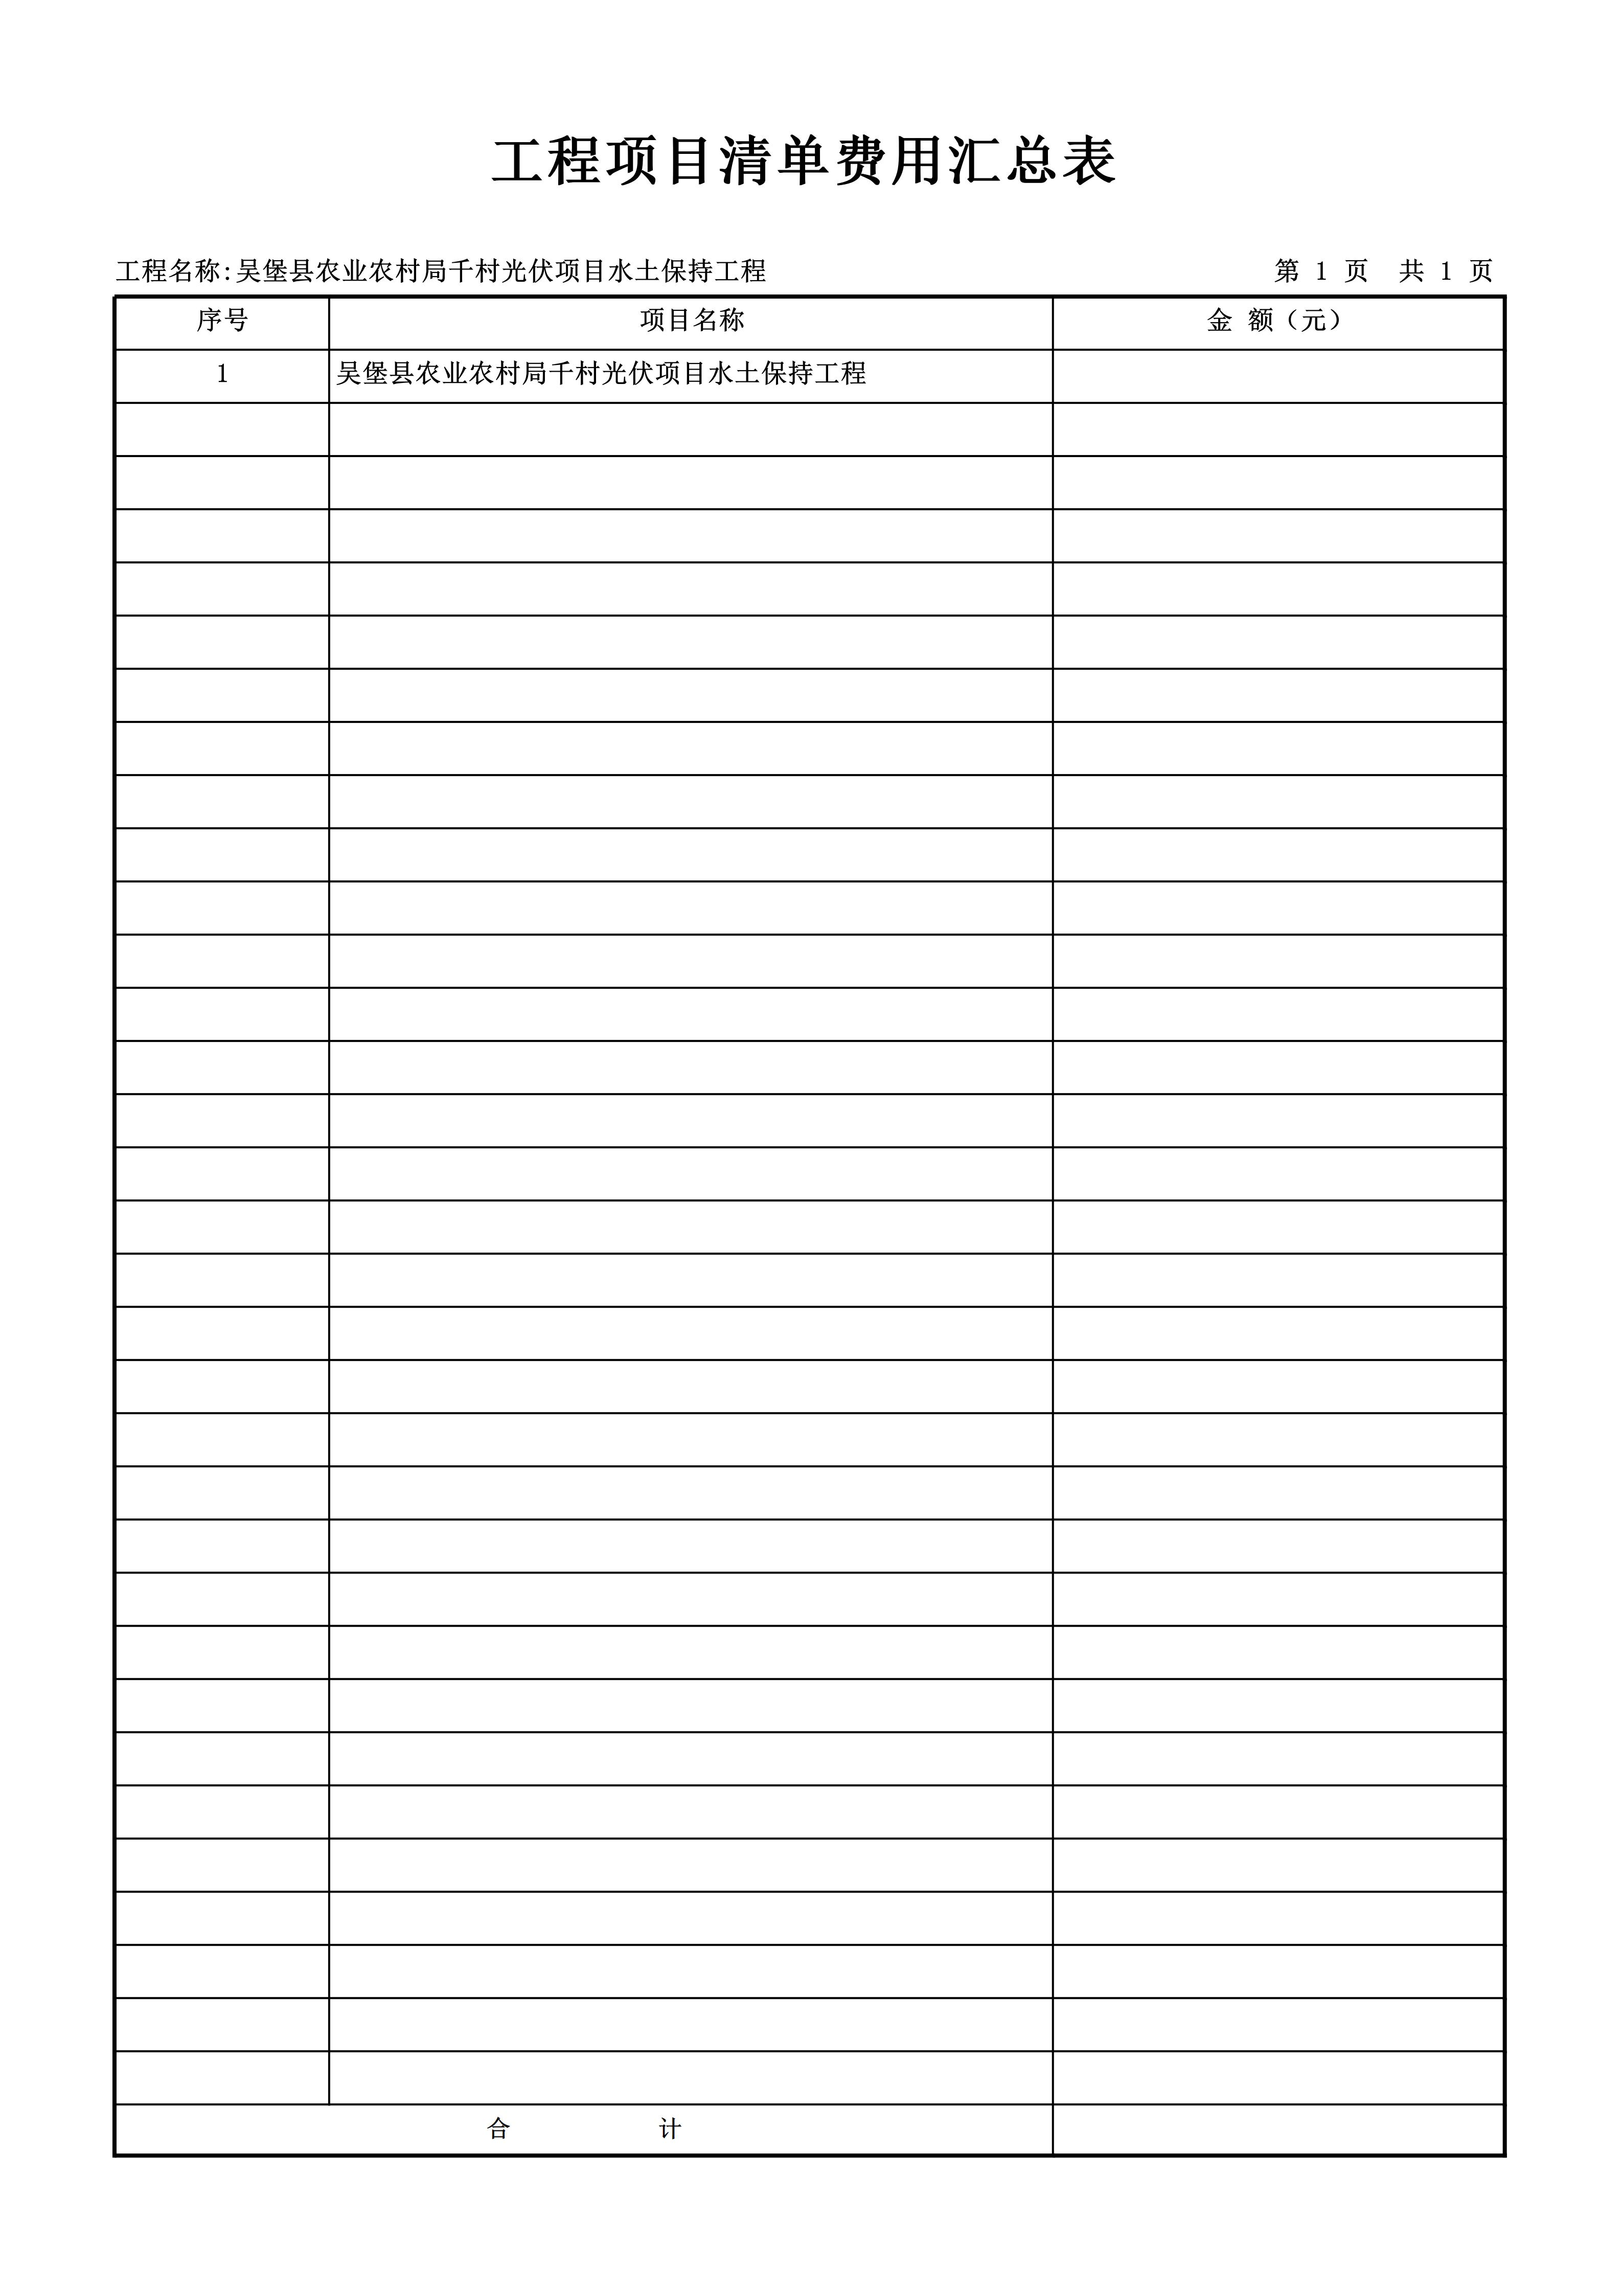 工程项目清单费用汇总表
工程名称:吴堡县农业农村局千村光伏项目水土保持工程 第 1 页 共 1 页
序号 项目名称 金 额（元）
1 吴堡县农业农村局千村光伏项目水土保持工程
合 计